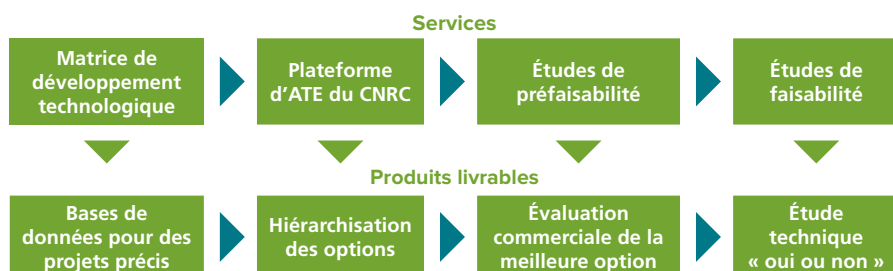 Services
Matrice de
développement
technologique
Plateforme
d'ATE du CNRC
Études de
préfaisabilité
Études de
faisabilité
Produits livrables
Bases de
données pour des
projets précis
Hiérarchisation
des options
Évaluation
commerciale de la
meilleure option
Étude
technique
« oui ou non »